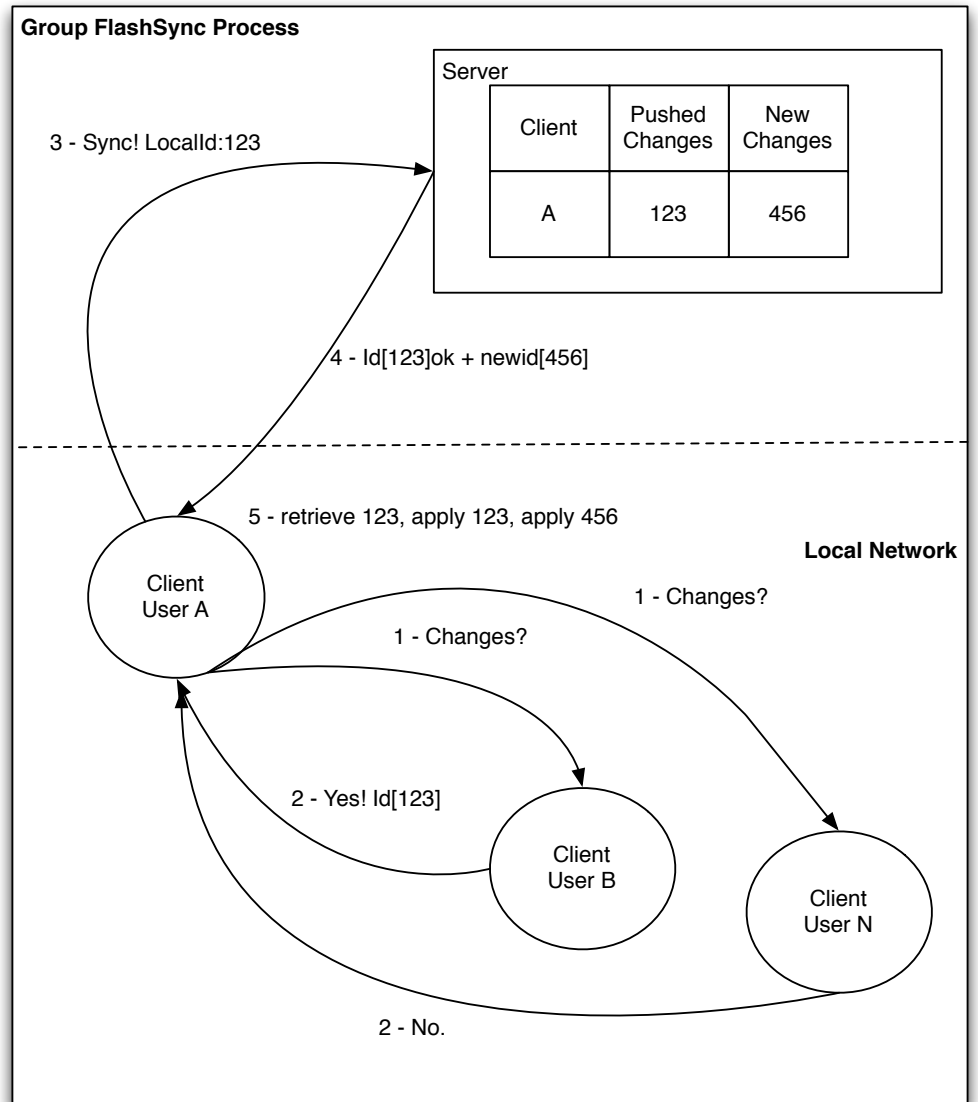 Group FlashSync Process
Server
Client
Pushed
Changes
New
Changes
A
123
456
3 - Sync! LocalId:123
4 - Id[123]ok + newid[456]
5 - retrieve 123, apply 123, apply 456
Local Network
Client
User A
1 - Changes?
1 - Changes?
2 - Yes! Id[123]
Client
User B
Client
User N
2 - No.